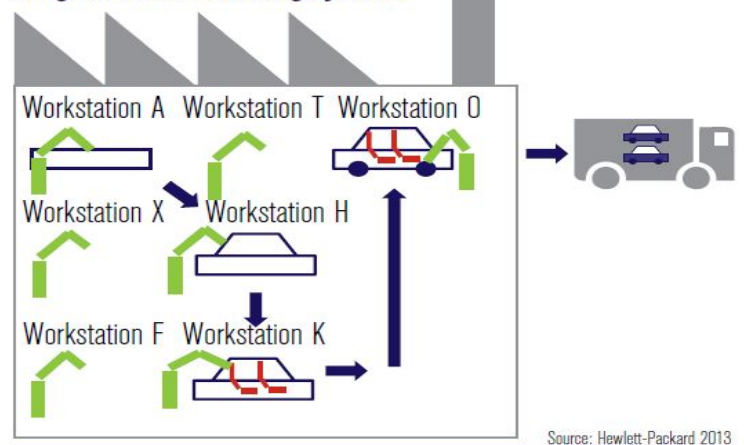 Workstation A Workstation T Workstation O
Workstation X Workstation H
Workstation F Workstation K
Source: Hewlett-Packard 2013